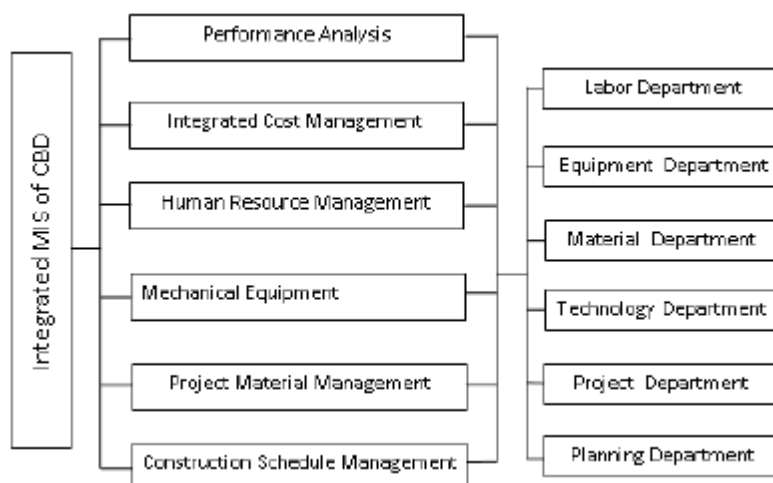 Integrated MIS of CBD
Performance Analysis
Integrated Cost Management
Human Resource Management
Mechanical Equipment
Project Material Management
Construction Schedule Management
Labor Department
Equipment Department
Material Department
Technology Department
Project Department
Planning Department